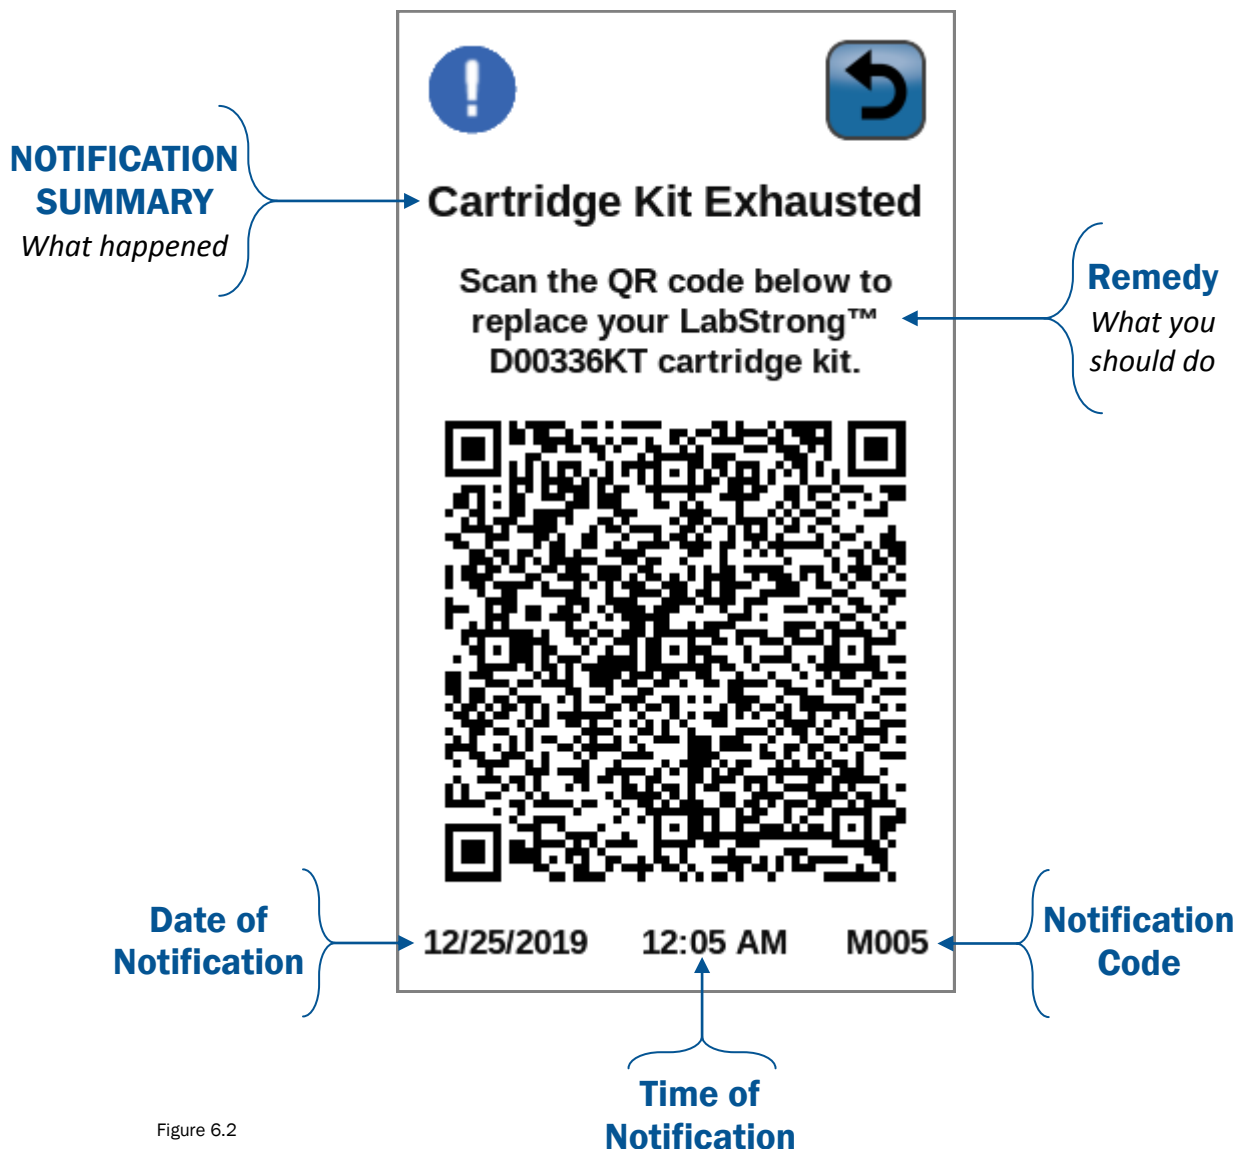 NOTIFICATION
SUMMARY
What happened
Cartridge Kit Exhausted
Scan the QR code below to
replace your LabStrong™
D00336KT cartridge kit.
Remedy
What you
should do
Date of
Notification
12/25/2019 12:05 AM M005
Notification
Code
Time of
Notification
Figure 6.2